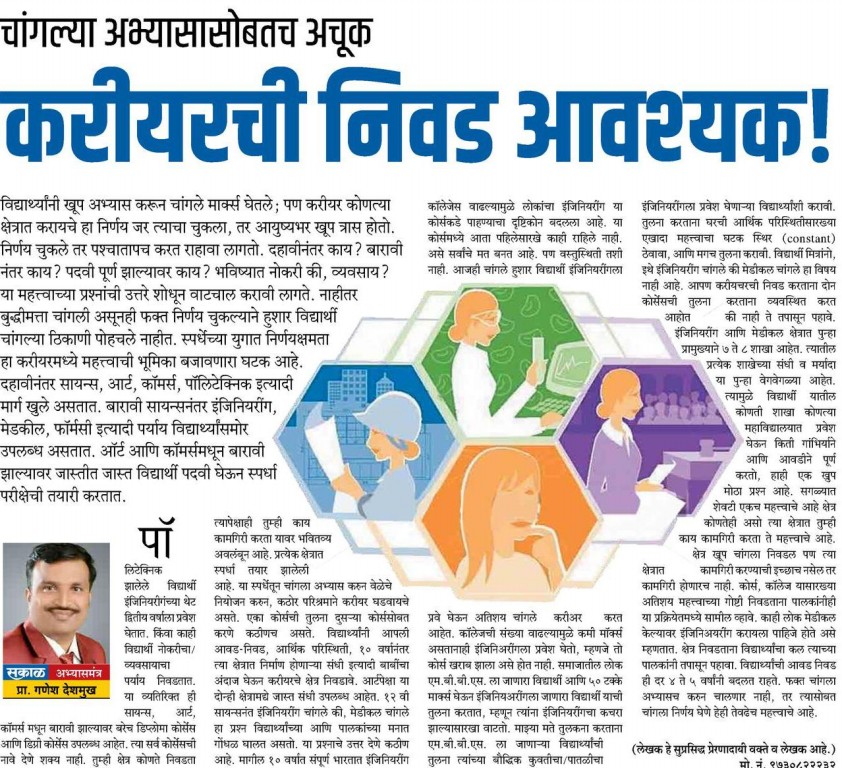 चांगल्या अभ्यासासोबतच अचूक
करीयरची निवड आवश्यक!
विद्यार्थ्यांनी खूप अभ्यास करून चांगले मार्क्स घेतले; पण करीयर कोणत्या
क्षेत्रात करायचे हा निर्णय जर त्याचा चुकला, तर आयुष्यभर खूप त्रास होतो.
निर्णय चुकले तर पश्चातापच करत राहावा लागतो. दहावीनंतर काय? बारावी
नंतर काय? पदवी पूर्ण झाल्यावर काय? भविष्यात नोकरी की, व्यवसाय?
या महत्त्वाच्या प्रश्नांची उत्तरे शोधून वाटचाल करावी लागते. नाहीतर
बुद्धीमत्ता चांगली असूनही फक्त निर्णय चुकल्याने हुशार विद्यार्थी
चांगल्या ठिकाणी पोहचले नाहीत. स्पर्धेच्या युगात निर्णयक्षमता
हा करीयरमध्ये महत्त्वाची भूमिका बजावणारा घटक आहे.
दहावीनंतर सायन्स, आर्ट, कॉमर्स, पॉलिटेक्निक इत्यादी
मार्ग खुले असतात. बारावी सायन्सनंतर इंजिनियरींग,
मेडकील, फॉर्मसी इत्यादी पर्याय विद्यार्थ्यांसमोर
उपलब्ध असतात. ऑर्ट आणि कॉमर्समधून बारावी
झाल्यावर जास्तीत जास्त विद्यार्थी पदवी घेऊन स्पर्धा
परीक्षेची तयारी करतात.
सकाळ अभ्यासमंत्र
प्रा. गणेश देशमुख
पॉ
लिटेक्निक
झालेले विद्यार्थी
इंजिनियरींगच्या थेट
द्वितीय वर्षाला प्रवेश
घेतात. किंवा काही
विद्यार्थी नोकरीचा/
व्यवसायाचा
पर्याय निवडतात.
या व्यतिरिक्त ही
सायन्स, आर्ट,
कॉमर्स मधून बारावी झाल्यावर बरेच डिप्लोमा कोर्सेस
आणि डिग्री कोर्सेस उपलब्ध आहेत. त्या सर्व कोर्सेसची
नावे देणे शक्य नाही. तुम्ही क्षेत्र कोणते निवडता
त्यापेक्षाही तुम्ही काय
कामगिरी करता यावर भवितव्य
अवलंबून आहे. प्रत्येक क्षेत्रात
स्पर्धा तयार झालेली
आहे. या स्पर्धेतून चांगला अभ्यास करुन वेळेचे
नियोजन करुन, कठोर परिश्रमाने करीयर घडवायचे
असते. एका कोर्सची तुलना दुसऱ्या कोर्ससोबत
करणे कठीणच असते. विद्यार्थ्यांनी आपली
आवड-निवड, आर्थिक परिस्थिती, १० वर्षानंतर
त्या क्षेत्रात निर्माण होणाऱ्या संधी इत्यादी बाबींचा
अंदाज घेऊन करीयरचे क्षेत्र निवडावे. आटपिक्षा या
दोन्ही क्षेत्रामध्ये जास्त संधी उपलब्ध आहेत. १२ वी
सायन्सनंतर इंजिनियरींग चांगले की, मेडीकल चांगले
हा प्रश्न विद्यार्थ्यांच्या आणि पालकांच्या मनात
गोंधळ घालत असतो. या प्रश्नाचे उत्तर देणे कठीण
आहे. मागील १० वर्षात संपूर्ण भारतात इंजिनियरींग
कॉलेजेस वाढल्यामुळे लोकांचा इंजिनियरींग या
कोर्सकडे पाहण्याचा दृष्टिकोन बदलला आहे. या
कोर्समध्ये आता पहिलेसारखे काही राहिले नाही.
असे सर्वांचे मत बनत आहे. पण वस्तुस्थिती तशी
नाही. आजही चांगले हुशार विद्यार्थी इंजिनियरींगला
प्रवे घेऊन अतिशय चांगले करीअर करत
आहेत. कॉलेजची संख्या वाढल्यामुळे कमी मॉर्क्स
असतानाही इंजिनिअरींगला प्रवेश घेतो, म्हणजे तो
कोर्स खराब झाला असे होत नाही. समाजातील लोक
एम.बी.बी.एस. ला जाणारा विद्यार्थी आणि ५० टक्के
मार्क्स घेऊन इंजिनियअरींगला जाणारा विद्यार्थी याची
तुलना करतात, म्हणून त्यांना इंजिनियरींगचा कचरा
झाल्यासारखा वाटतो. माझ्या मते तुलकना करताना
एम.बी.बी.एस. ला जाणाऱ्या विद्यार्थ्यांची
तुलना त्यांच्या बौद्धिक कुवतीचा/पातळीचा
इंजिनियरींगला प्रवेश घेणाऱ्या विद्यार्थ्यांशी करावी.
तुलना करताना घरची आर्थिक परिस्थितीसारख्या
एखादा महत्त्वाचा घटक स्थिर (constant)
ठेवावा, आणि मगच तुलना करावी. विद्यार्थी मित्रांनो,
इथे इंजिनियरींग चांगले की मेडीकल चांगले हा विषय
नाही आहे. आपण करीयचरची निवड करताना दोन
कोर्सेसची तुलना करताना व्यवस्थित करत
आहोत की नाही ते तपासून पहावे.
इंजिनियरींग आणि मेडीकल क्षेत्रात पुन्हा
प्रामुख्याने ७ ते ८ शाखा आहेत. त्यातील
प्रत्येक शाखेच्या संधी व मर्यादा
या पुन्हा वेगवेगळ्या आहेत.
त्यामुळे विद्यार्थी यातील
कोणती शाखा कोणत्या
महाविद्यालयात प्रवेश
घेऊन किती गांभिर्याने
आणि आवडीने पूर्ण
करतो, हाही एक खुप
मोठा प्रश्न आहे. सगळ्यात
शेवटी एकच महत्त्वाचे आहे क्षेत्र
कोणतेही असो त्या क्षेत्रात तुम्ही
काय कामगिरी करता ते महत्त्वाचे आहे.
क्षेत्र खूप चांगला निवडल पण त्या
क्षेत्रात कामगिरी करण्याची इच्छाच नसेल तर
कामगिरी होणारच नाही. कोर्स, कॉलेज यासारख्या
अतिशय महत्त्वाच्या गोष्टी निवडताना पालकांनीही
या प्रक्रियेतमध्ये सामील व्हावे. काही लोक मेडीकल
केल्यावर इंजिनिअयरींग करायला पाहिजे होते असे
म्हणतात. क्षेत्र निवडताना विद्यार्थ्यांचा कल त्याच्या
पालकांनी तपासून पहावा. विद्यार्थ्यांची आवड निवड
ही दर ४ ते ५ वर्षांनी बदलत राहते. फक्त चांगला
अभ्यासच करुन चालणार नाही, तर त्यासोबत
चांगला निर्णय घेणे हेही तेवढेच महत्त्वाचे आहे.
(लेखक हे सुप्रसिद्ध प्रेरणादायी वक्ते व लेखक आहे.)
मो. नं. ९७३०८२२२३२